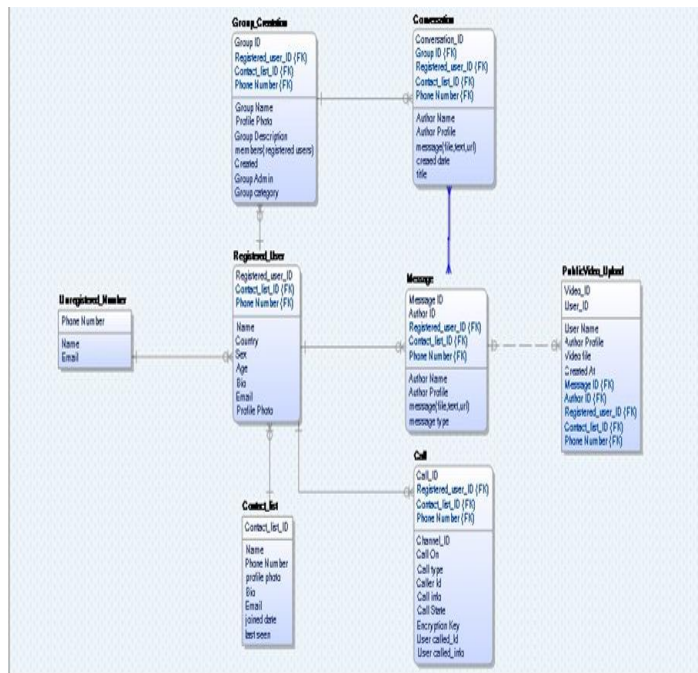 Group_Creatation
Group ID
Registered_user_ID (FK)
Contact_list_ID (FK)
Phone Number (FK)
Group Name
Profile Photo
Group Description
members(registered users)
Created
Group Admin
Group category
Conversation
Conversation_ID
Group ID (FK)
Registered_user_ID (FK)
Contact_list_ID (FK)
Phone Number (FK)
Author Name
Author Profile
message(file,text,url)
created date
title
Unregistered_Number
Phone Number
Name
Email
Registered_User
Registered_user_ID
Contact_list_ID (FK)
Phone Number (FK)
Name
Country
Sex
Age
Bio
Email
Profile Photo
Message
Message ID
Author ID
Registered_user_ID (FK)
Contact_list_ID (FK)
Phone Number (FK)
Author Name
Author Profile
message(file,text,url)
message type
PublicVideo_Upload
Video_ID
User_ID
User Name
Author Profile
Video file
Created At
Message ID (FK)
Author ID (FK)
Registered_user_ID (FK)
Contact_list_ID (FK)
Phone Number (FK)
Contact_list
Contact_list_ID
Name
Phone Number
profile photo
Bio
Email
joined date
last seen
Call
Call_ID
Registered_user_ID (FK)
Contact_list_ID (FK)
Phone Number (FK)
Channel_ID
Call On
Call type
Caller id
Call info
Call State
Encryption Key
User called_id
User called_info